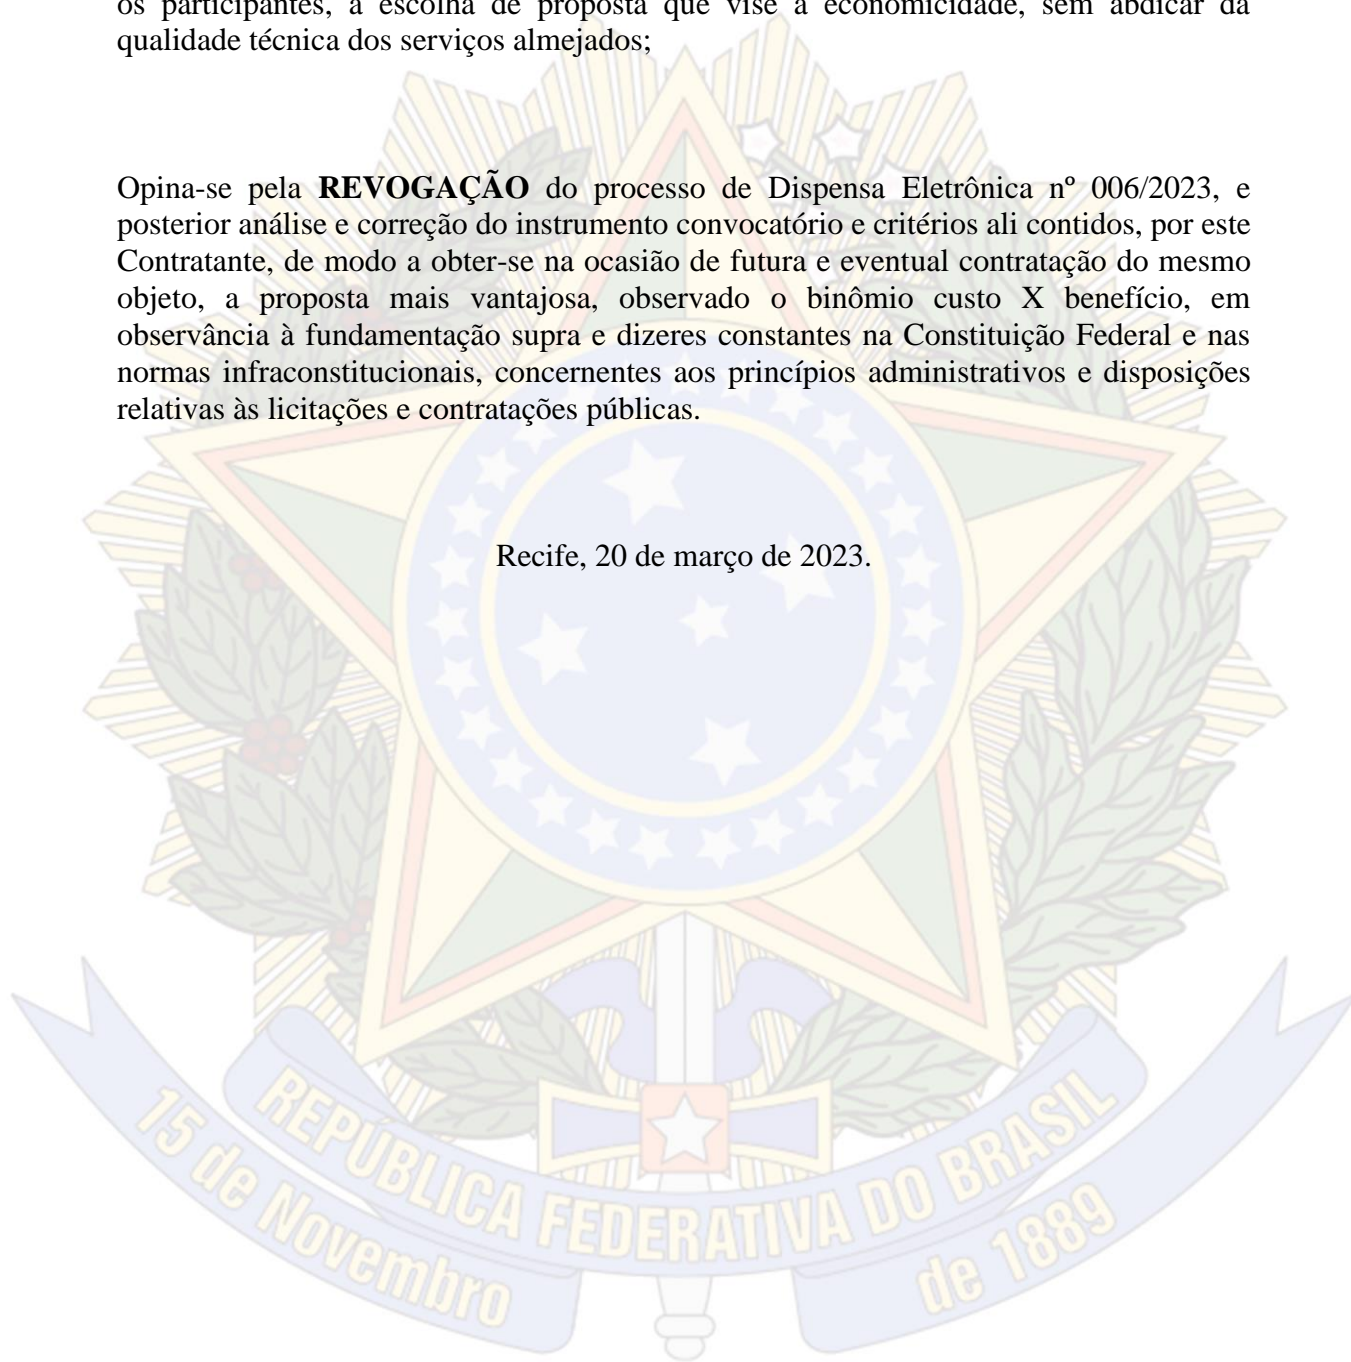 os participantes, a escolha de proposta que vise a economicidade, sem abdicar da
qualidade técnica dos serviços almejados;
Opina-se pela REVOGAÇÃO do processo de Dispensa Eletrônica nº 006/2023, e
posterior análise e correção do instrumento convocatório e critérios ali contidos, por este
Contratante, de modo a obter-se na ocasião de futura e eventual contratação do mesmo
objeto, a proposta mais vantajosa, observado o binômio custo X benefício, em
observância à fundamentação supra e dizeres constantes na Constituição Federal e nas
normas infraconstitucionais, concernentes aos princípios administrativos e disposições
relativas às licitações e contratações públicas.
Recife, 20 de março de 2023.
REPÚBLICA FEDERATIVA DO BRASIL
15 de Novembro
de 1889